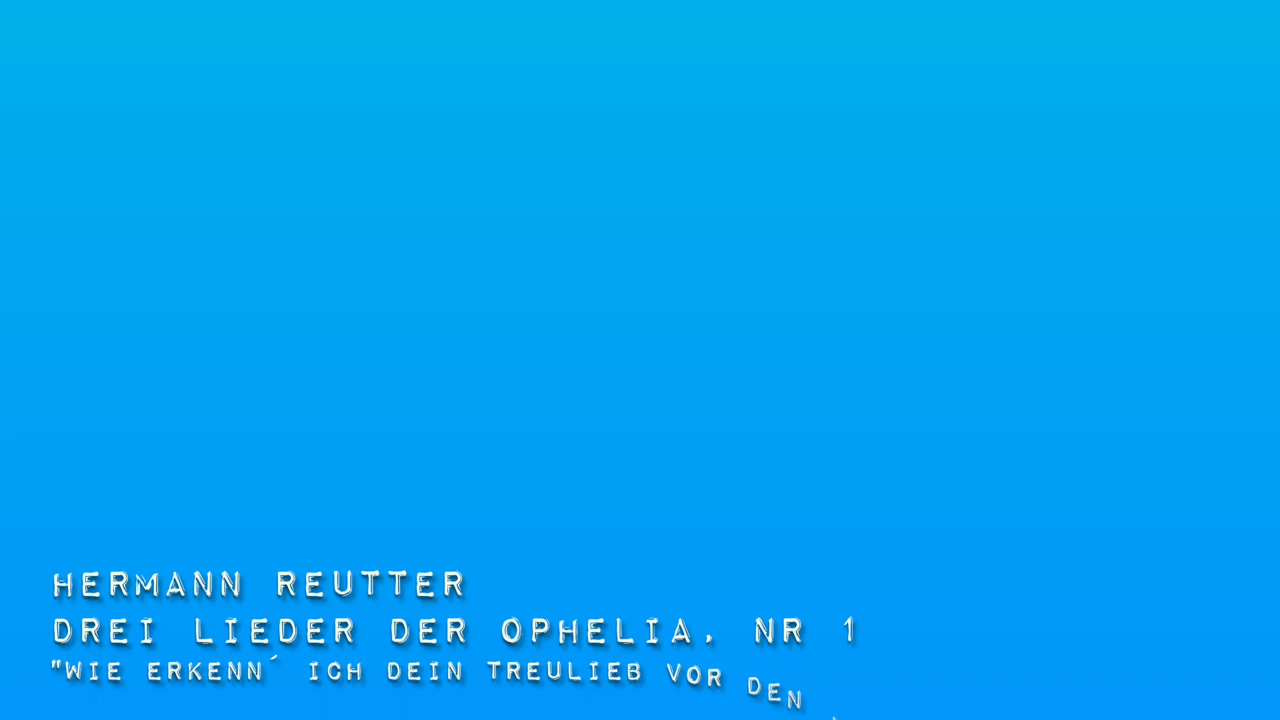 HERMANN REUTTER
DREI LIEDER DER OPHELIA, NR 1
"WIE ERKENN´ ICH DEIN TREULIEB VOR DEN